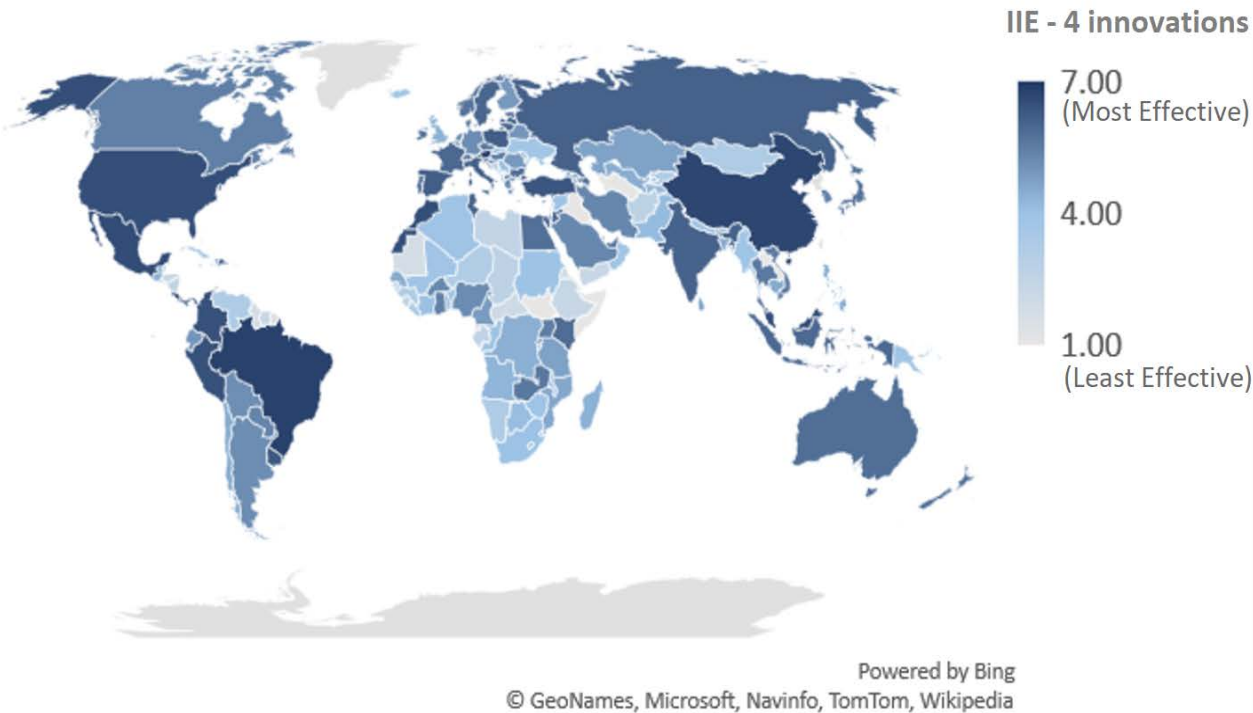 IIE - 4 innovations
7.00
(Most Effective)
4.00
1.00
(Least Effective)
Powered by Bing
© GeoNames, Microsoft, Navinfo, TomTom, Wikipedia